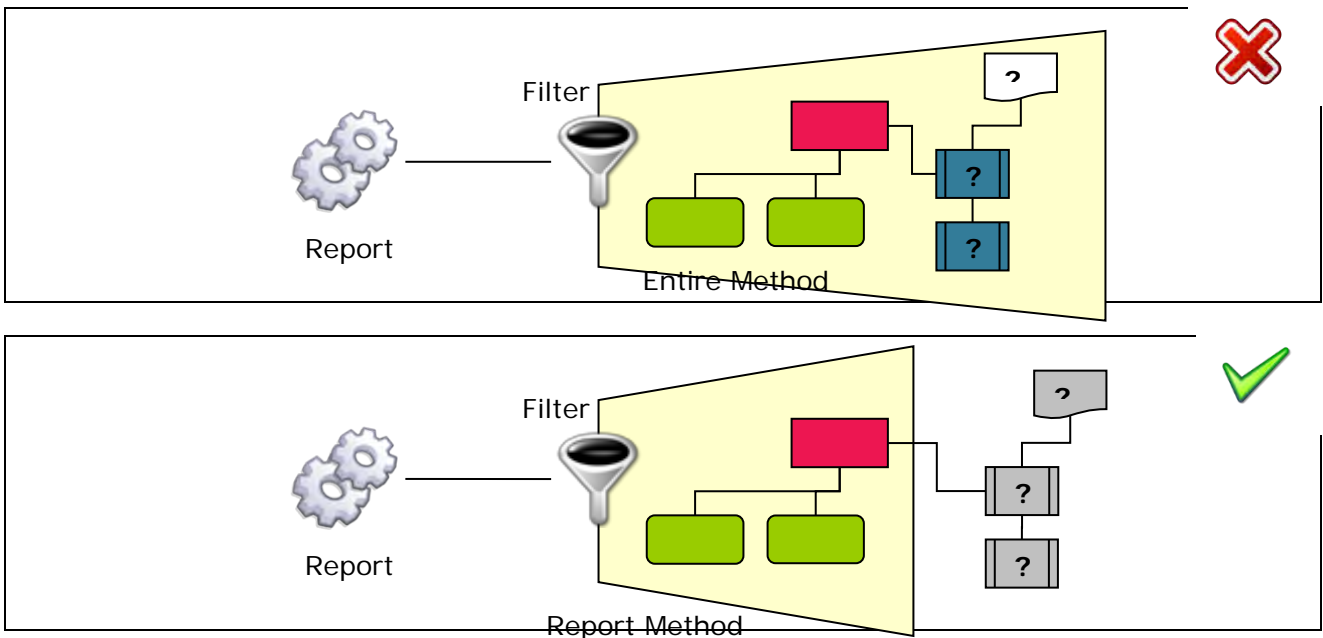 Filter
?
?
?
Report
Entire Method
Filter
?
?
?
Report
Report Method